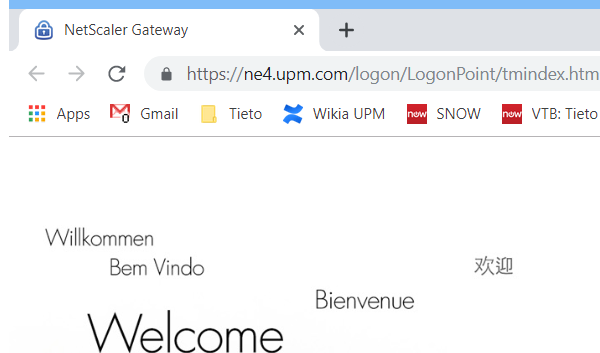 NetScaler Gateway
https://ne4.upm.com/logon/LogonPoint/tmindex.htm
Apps Gmail Tieto Wikia UPM now SNOW now VTB: Tieto
Willkommen
Bem Vindo 欢迎
Bienvenue
Welcome